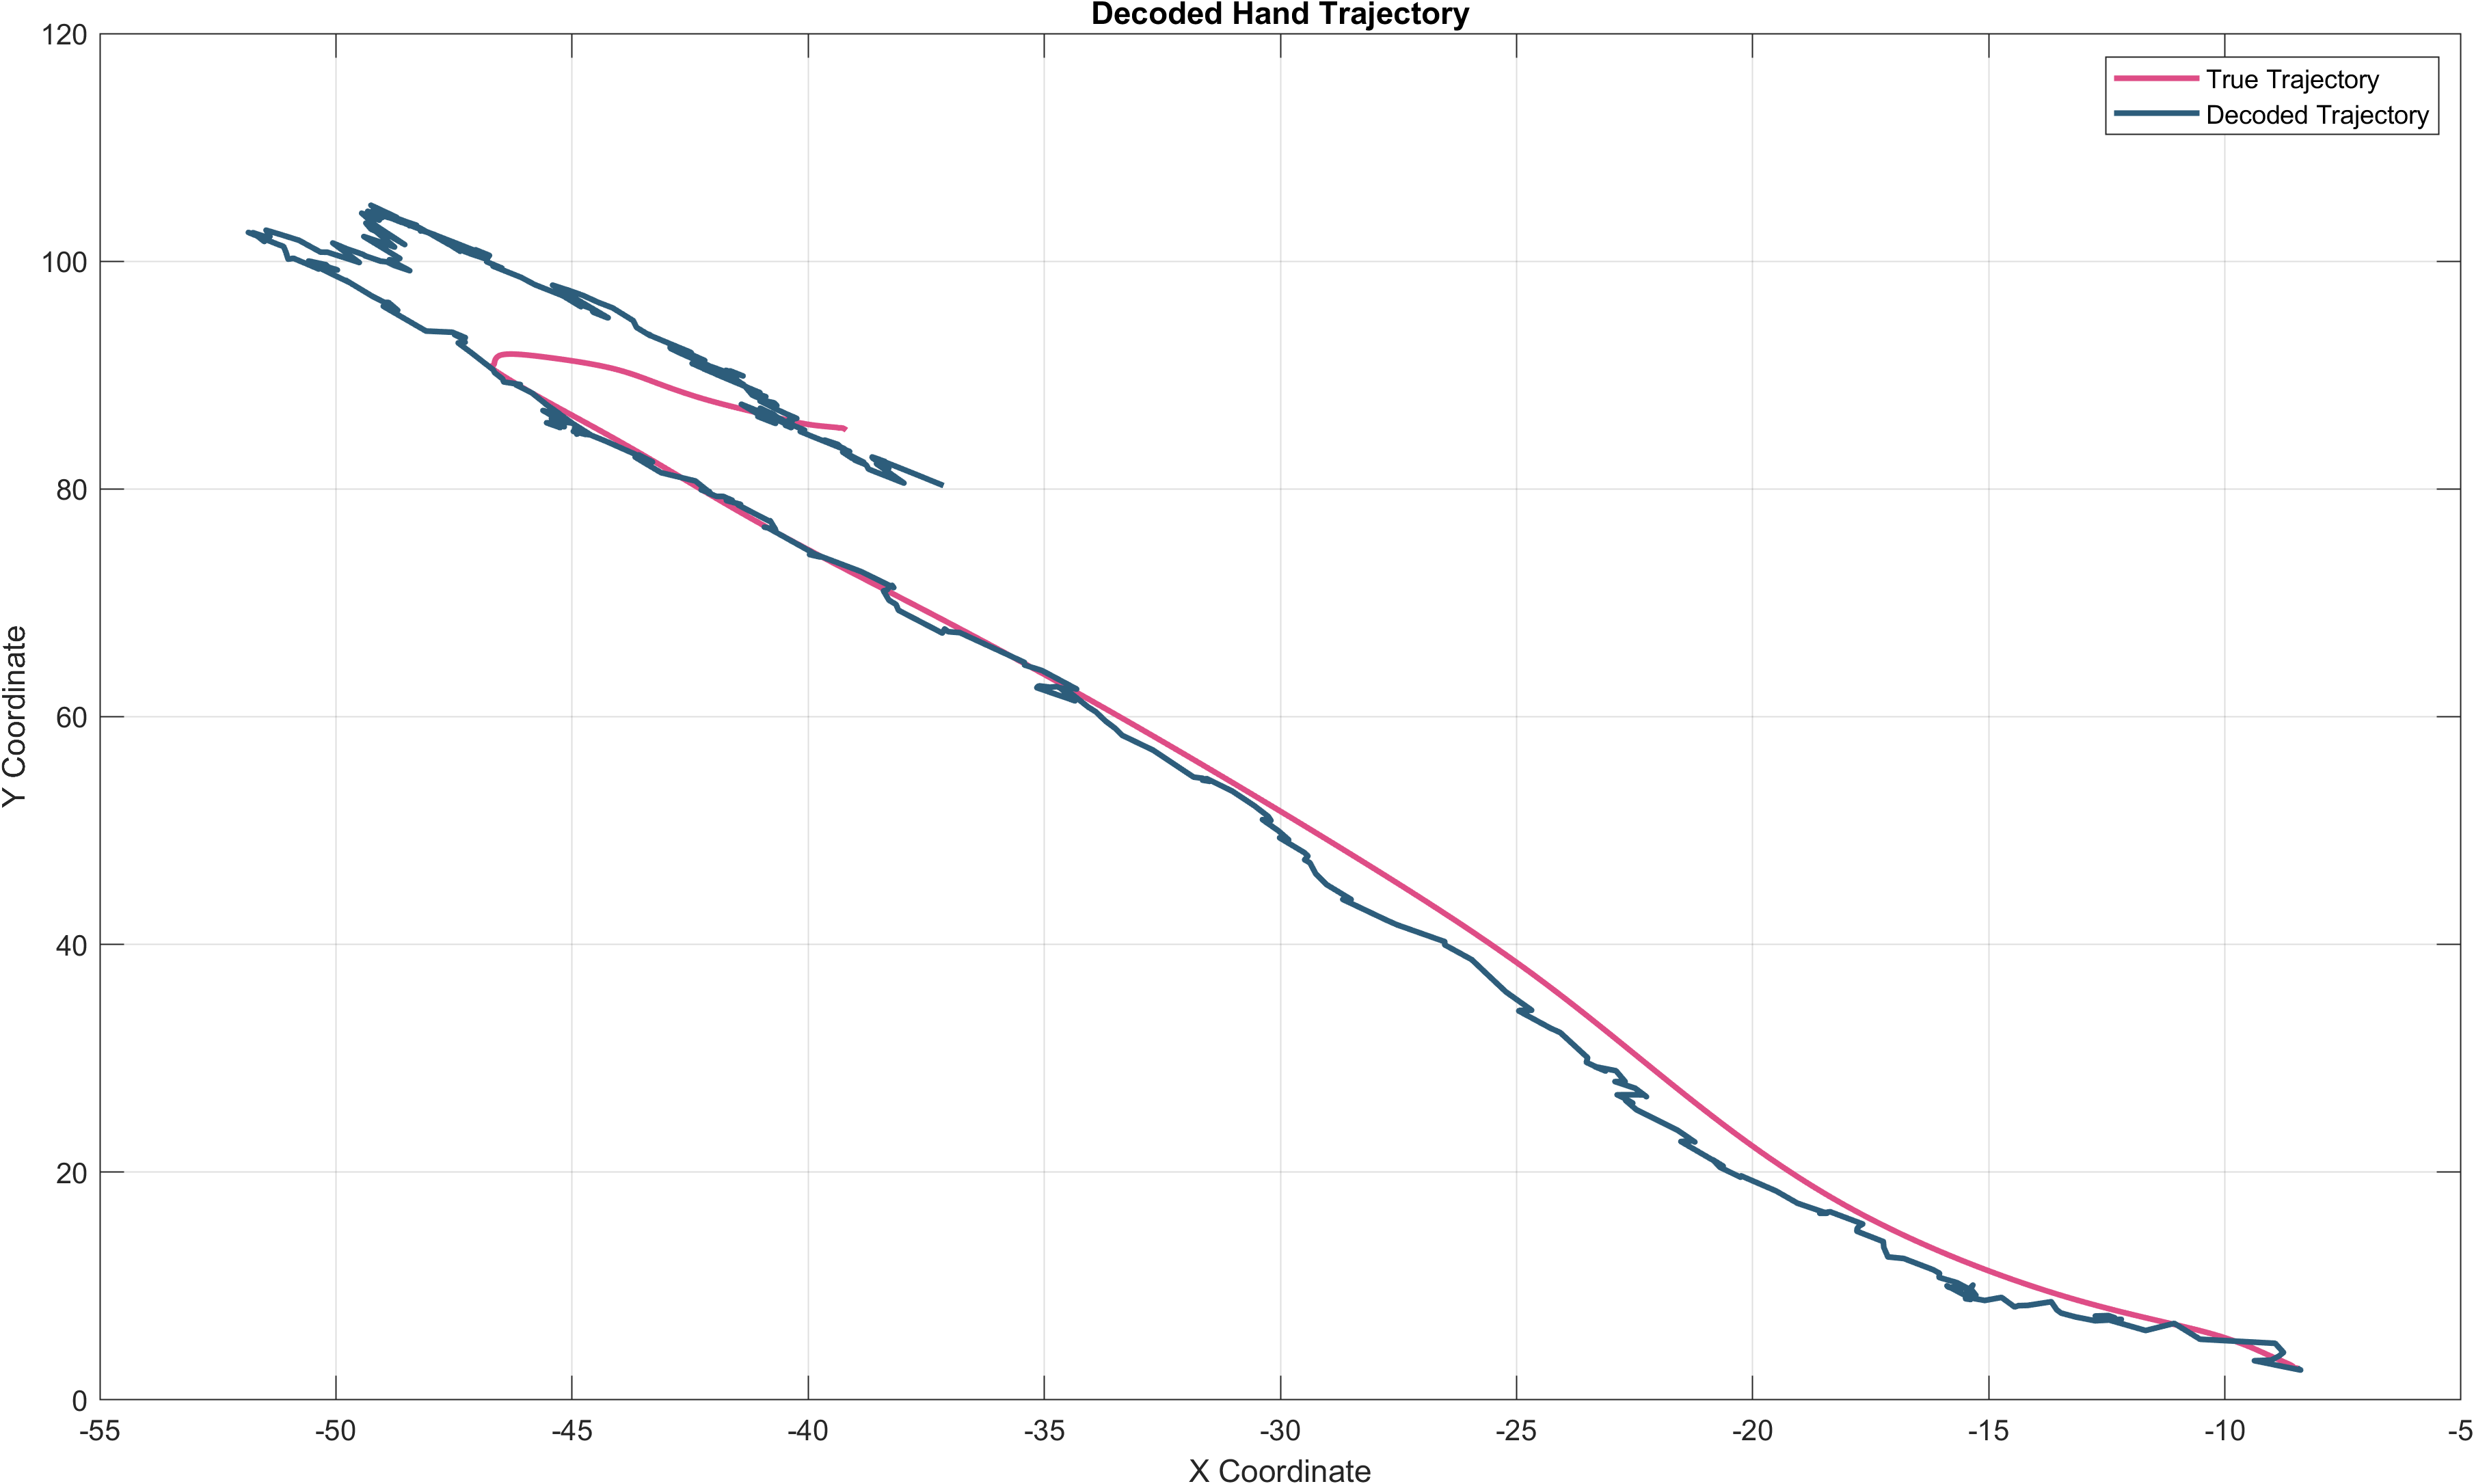 Decoded Hand Trajectory
True Trajectory
Decoded Trajectory
120
100
80
60
40
20
0
Y Coordinate
-55 -50 -45 -40 -35 -30 -25 -20 -15 -10 -5
X Coordinate